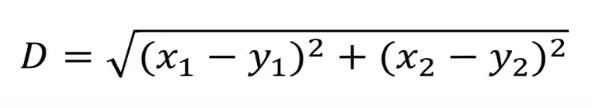 D = √(x₁ − y₁)² + (x₂ − y₂)²